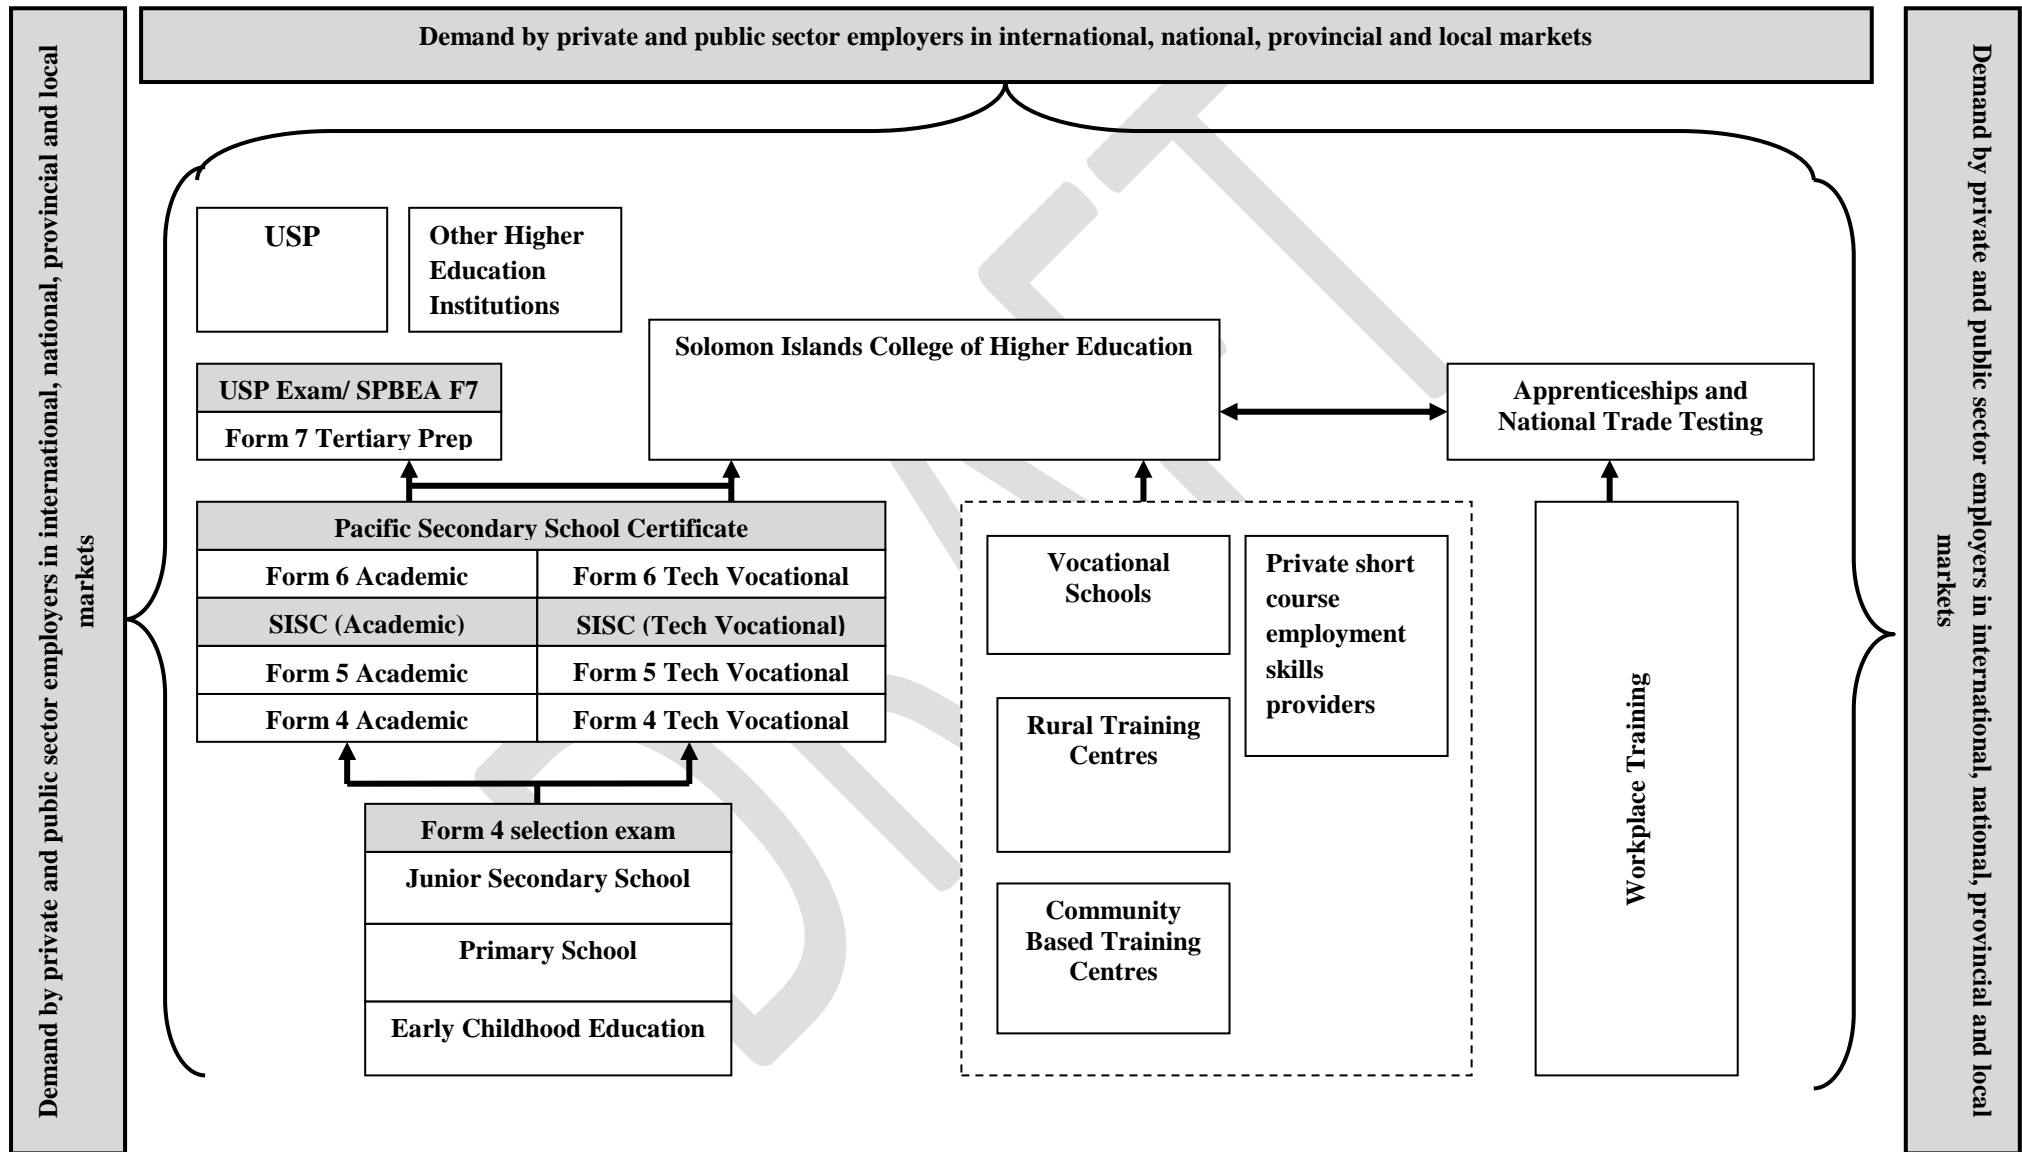 Demand by private and public sector employers in international, national, provincial and local markets
Demand by private and public sector employers in international, national, provincial and local
markets
USP
Other Higher
Education
Institutions
Solomon Islands College of Higher Education
USP Exam/ SPBEA F7
Form 7 Tertiary Prep
Apprenticeships and
National Trade Testing
Pacific Secondary School Certificate
Form 6 Academic
Form 6 Tech Vocational
SISC (Academic)
SISC (Tech Vocational)
Form 5 Academic
Form 5 Tech Vocational
Form 4 Academic
Form 4 Tech Vocational
Form 4 selection exam
Junior Secondary School
Primary School
Early Childhood Education
Vocational
Schools
Private short
course
employment
skills
providers
Rural Training
Centres
Community
Based Training
Centres
Workplace Training
Demand by private and public sector employers in international, national, provincial and local
markets
DRAFT